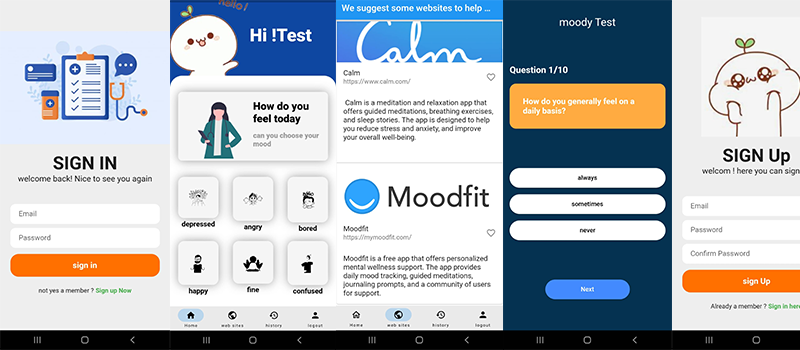 SIGN IN
welcome back! Nice to see you again
Email
Password
sign in
not yes a member ? Sign up Now
hallo!
Hi !Test
How do you
feel today
can you choose your
mood
depressed
angry
bored
happy
fine
confused
Home
web sites
history
logout
We suggest some websites to help ...
Calm
Calm
https://www.calm.com/
Calm is a meditation and relaxation app that
offers guided meditations, breathing exercises,
and sleep stories. The app is designed to help
you reduce stress and anxiety, and improve
your overall well-being.
Moodfit
Moodfit
https://mymoodfit.com/
Moodfit is a free app that offers personalized
mental wellness support. The app provides
daily mood tracking, guided meditations,
journaling prompts, and a community of users
for support.
Home
web sites
history
logout
moody Test
Question 1/10
How do you generally feel on a
daily basis?
always
sometimes
never
Next
SIGN Up
welcom ! here you can sign
Email
Password
Confirm Password
sign Up
Already a member ? Sign in here